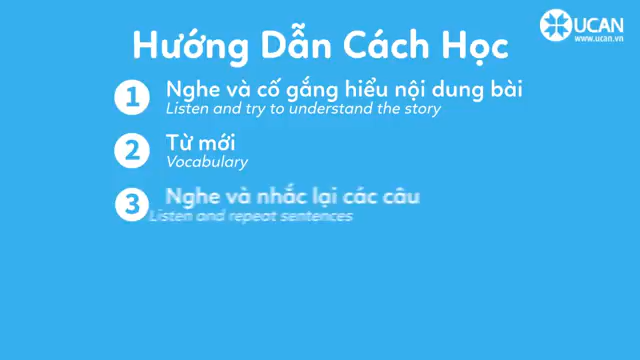 Hướng Dẫn Cách Học
UCAN
www.ucan.vn
1 Nghe và cố gắng hiểu nội dung bài
Listen and try to understand the story
2 Từ mới
Vocabulary
3 Nghe và nhắc lại các câu
Listen and repeat sentences